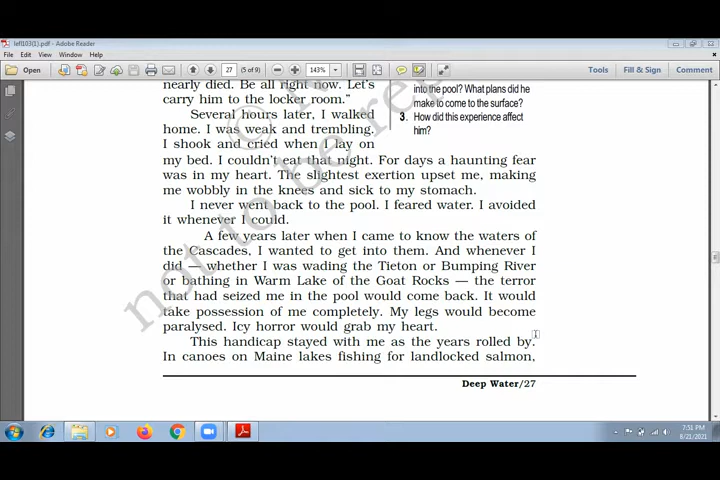 lefl103(1).pdf - Adobe Reader
File Edit View Window Help
Open 27 (5 of 9) 143% Tools Fill & Sign Comment
nearly died. Be all right now. Let's
carry him to the locker room."
Several hours later, I walked
home. I was weak and trembling.
I shook and cried when I lay on
my bed. I couldn't eat that night. For days a haunting fear
was in my heart. The slightest exertion upset me, making
me wobbly in the knees and sick to my stomach.
I never went back to the pool. I feared water. I avoided
it whenever I could.
A few years later when I came to know the waters of
the Cascades, I wanted to get into them. And whenever I
did — whether I was wading the Tieton or Bumping River
or bathing in Warm Lake of the Goat Rocks — the terror
that had seized me in the pool would come back. It would
take possession of me completely. My legs would become
paralysed. Icy horror would grab my heart.
This handicap stayed with me as the years rolled by.
In canoes on Maine lakes fishing for landlocked salmon,
into the pool? What plans did he
make to come to the surface?
3. How did this experience affect
him?
© N
not to be re
Deep Water/27
7:51 PM
8/21/2021